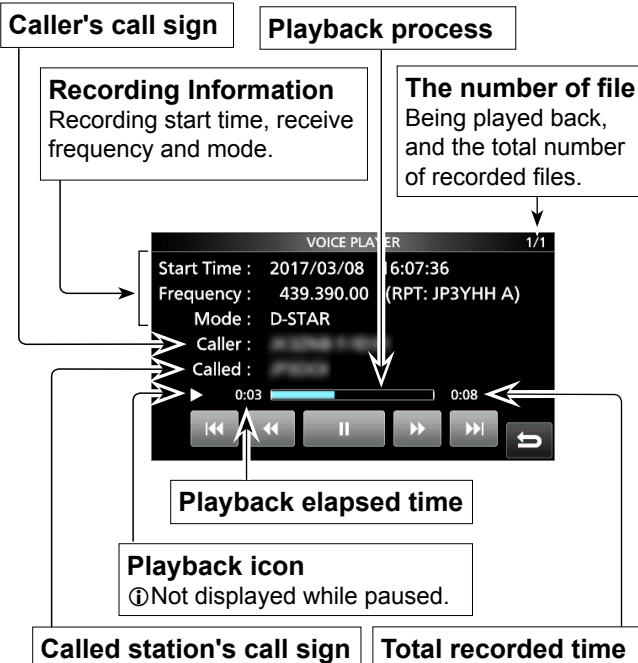 Caller's call sign
Playback process
Recording Information
Recording start time, receive
frequency and mode.
The number of file
Being played back,
and the total number
of recorded files.
VOICE PLAYER 1/1
Start Time : 2017/03/08 16:07:36
Frequency : 439.390.00 (RPT: JP3YHH A)
Mode : D-STAR
Caller :
Called :
0:03 0:08
Playback elapsed time
Playback icon
ⓘNot displayed while paused.
Called station's call sign
Total recorded time